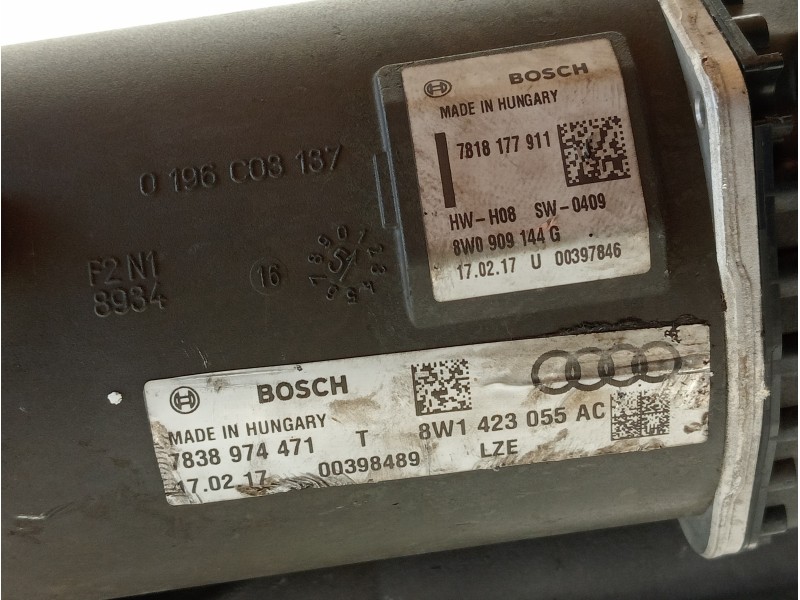 BOSCH
MADE IN HUNGARY
7818 177 911
HW-H08 SW-0409
8W0 909 144 G
17.02.17 U 00397846
0 196 C03 137
F2 N1
8934
16
BOSCH
MADE IN HUNGARY
7838 974 471 T
17.02.17 00398489
8W1 423 055 AC
LZE